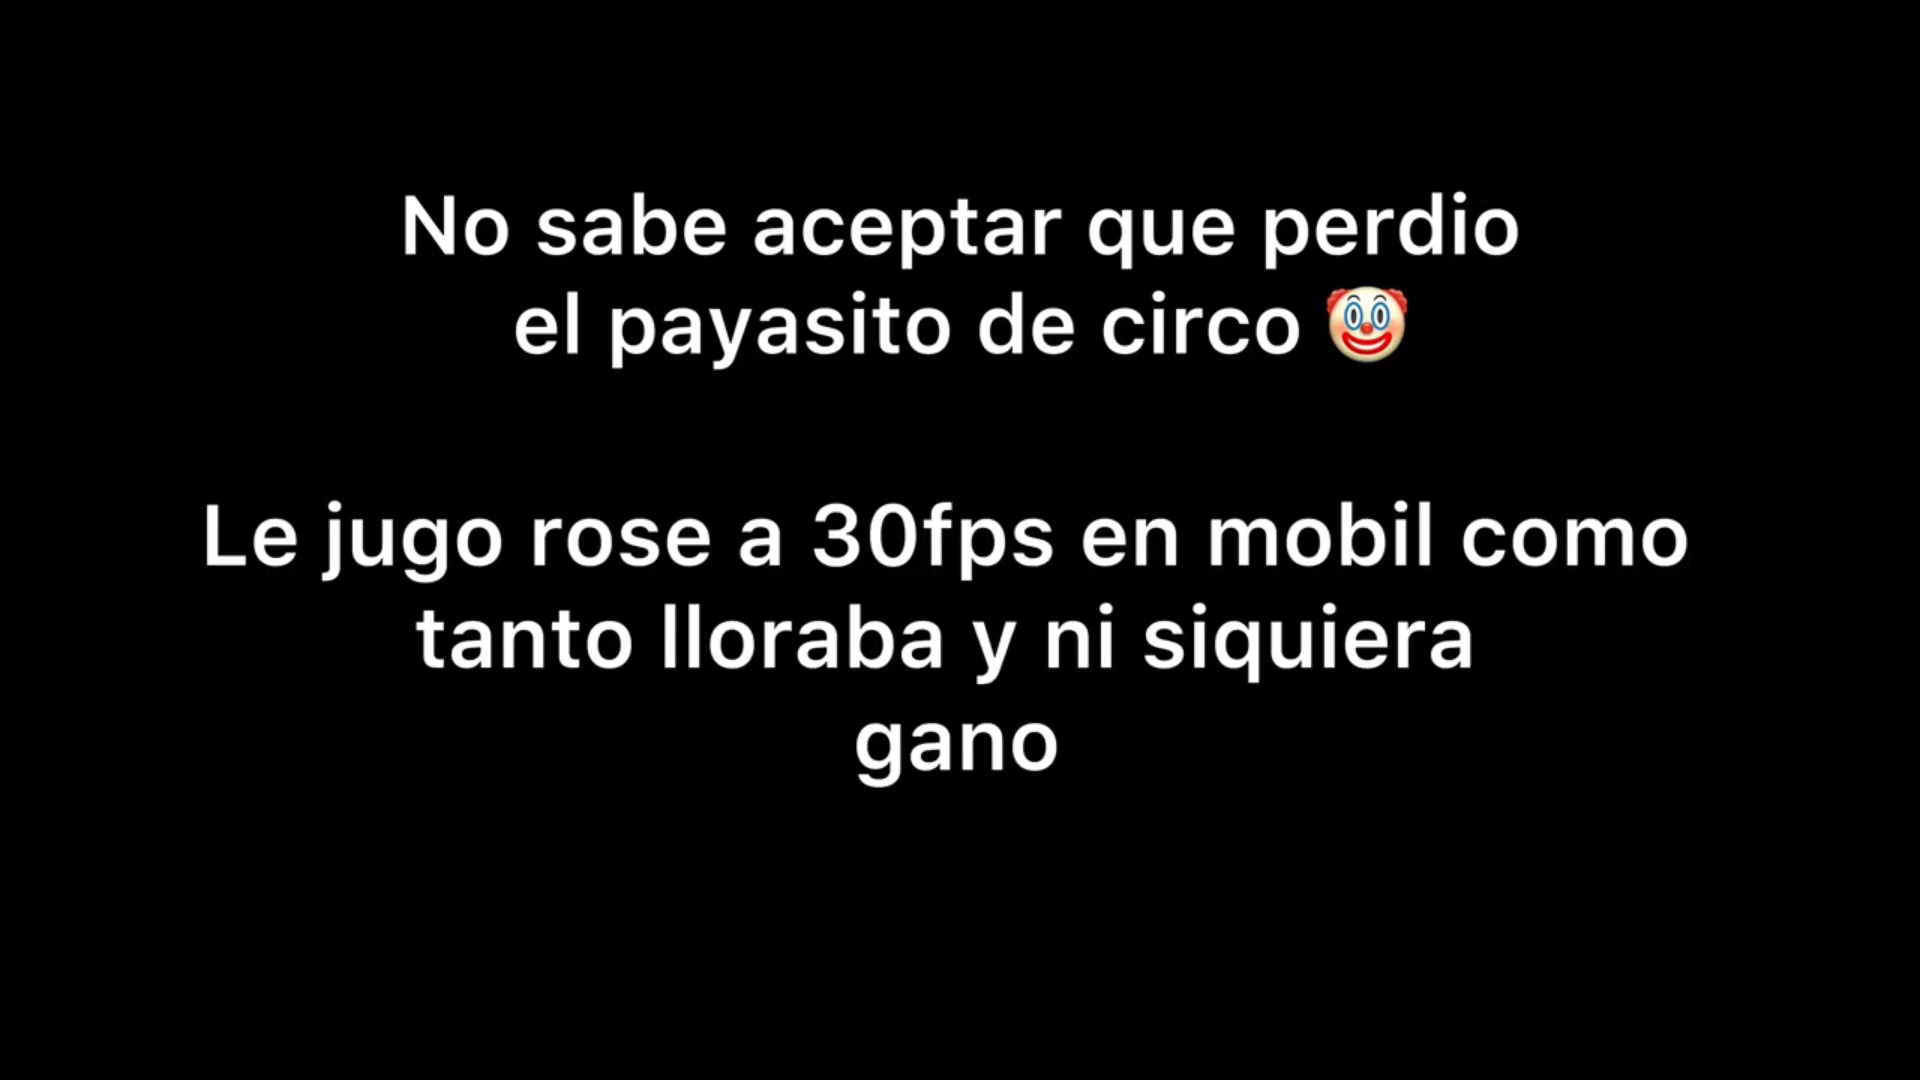 No sabe aceptar que perdio
el payasito de circo 🤡
Le jugo rose a 30fps en mobil como
tanto lloraba y ni siquiera
gano